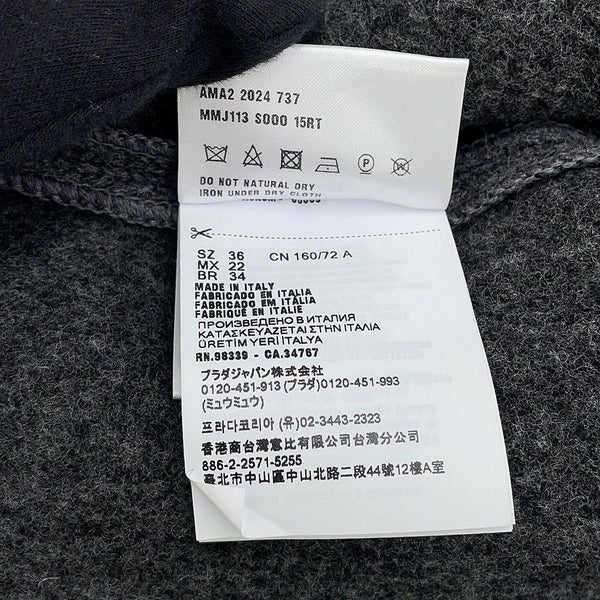 AMA2 2024 737
MMJ113 S000 15RT
DO NOT NATURAL DRY
IRON UNDER DRY CLOTH
SZ 36 CN 160/72 A
MX 22
BR 34
MADE IN ITALY
FABRICADO EN ITALIA
FABRICADO EM ITÁLIA
FABRIQUÉ EN ITALIE
ПРОИЗВЕДЕНО В ИТАЛИЯ
ΚΑΤΑΣΚΕΥΑΖΕΤΑΙ ΣΤΗΝ ΙΤΑΛΙΑ
ÜRETİM YERİ İTALYA
RN.98339 - CA.34767
プラダジャパン株式会社
0120-451-913 (プラダ)0120-451-993
(ミュウミュウ)
프라다코리아 (유)02-3443-2323
香港商台灣意比有限公司台灣分公司
886-2-2571-5255
臺北市中山區中山北路二段44號12樓A室